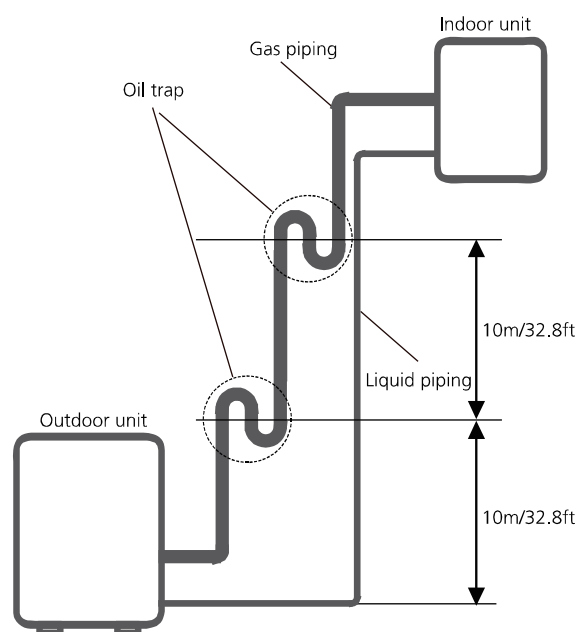 Indoor unit
Gas piping
Oil trap
10m/32.8ft
Liquid piping
Outdoor unit
10m/32.8ft